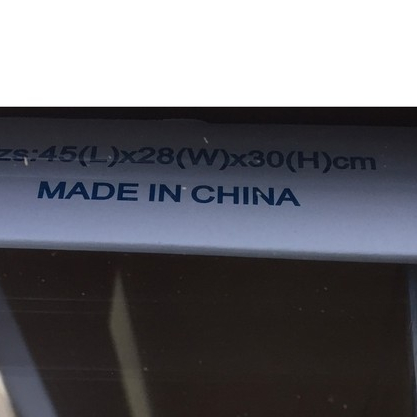 zs:45(L)x28(W)x30(H)cm
MADE IN CHINA